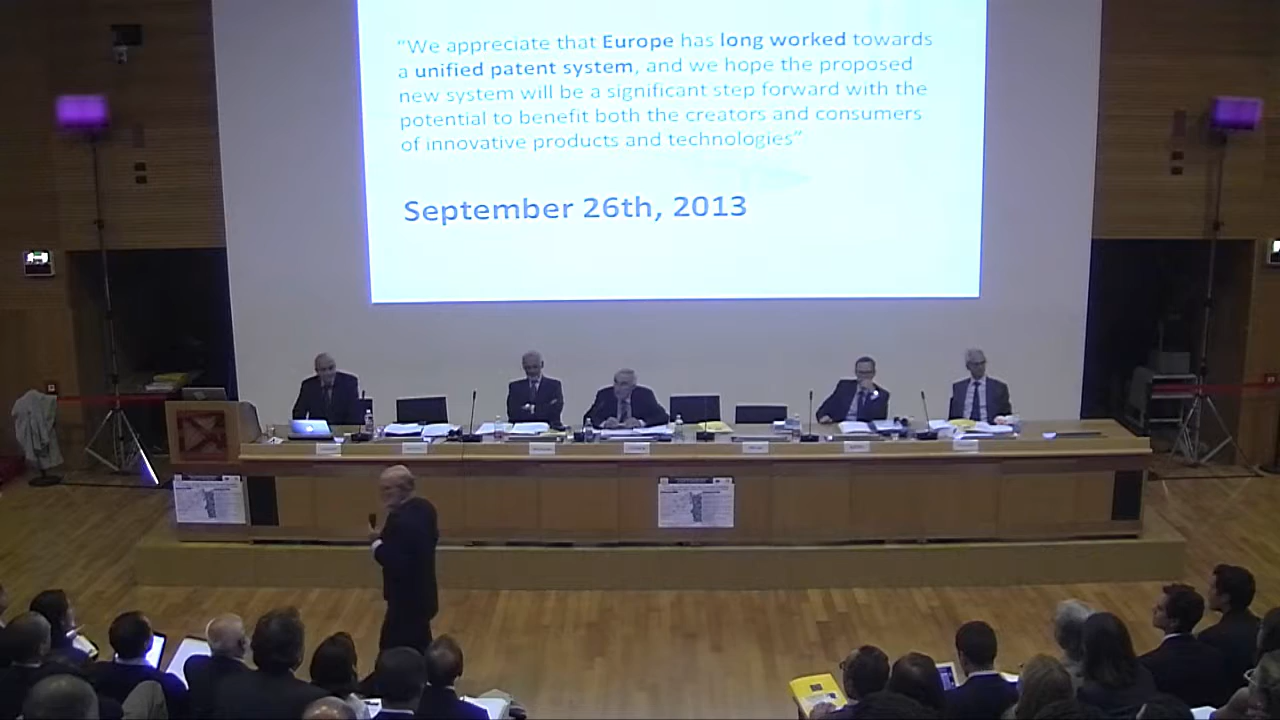 “We appreciate that Europe has long worked towards
a unified patent system, and we hope the proposed
new system will be a significant step forward with the
potential to benefit both the creators and consumers
of innovative products and technologies”
September 26th, 2013